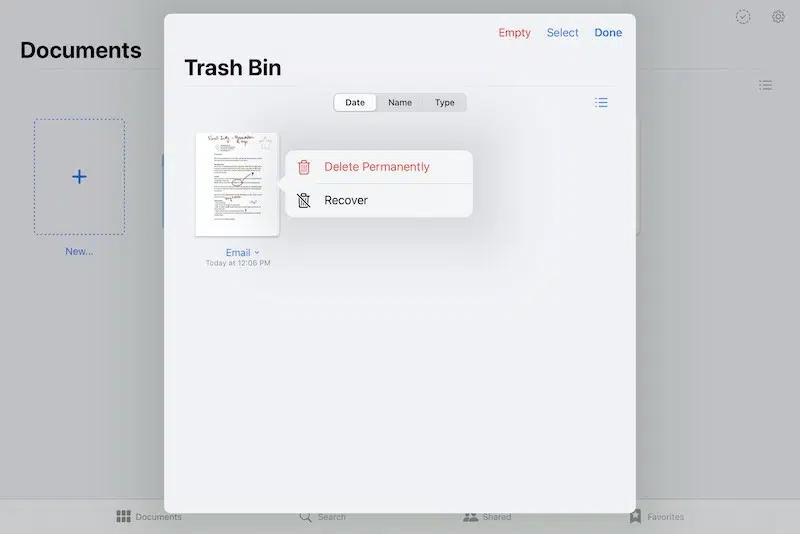 Documents
Empty
Select
Done
Trash Bin
Date
Name
Type
Delete Permanently
Recover
New...
Email
Today at 12:06 PM
Documents
Search
Shared
Favorites